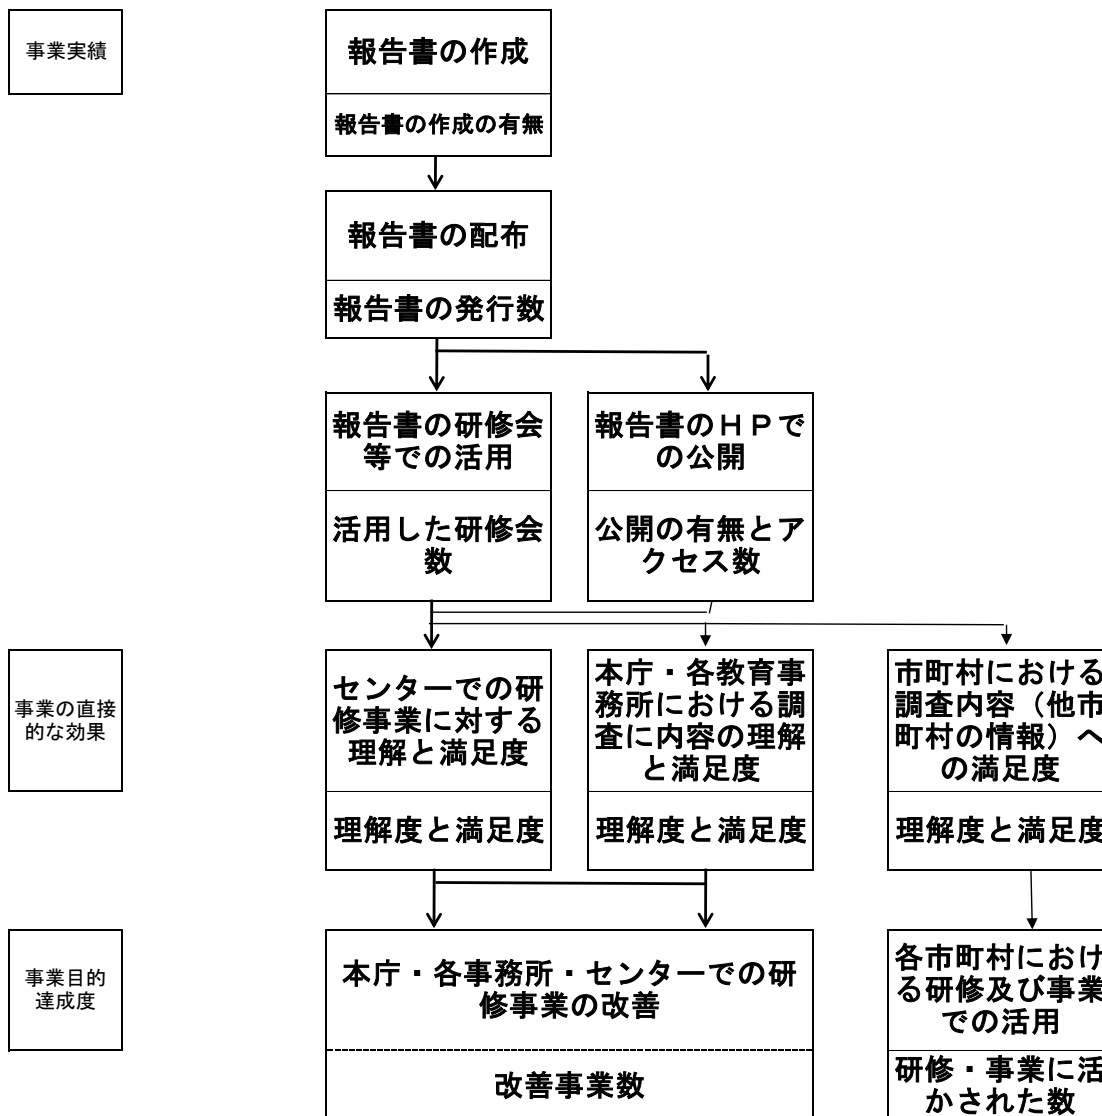 事業実績
報告書の作成
報告書の作成の有無
報告書の配布
報告書の発行数
報告書の研修会
等での活用
活用した研修会
数
報告書のＨＰで
の公開
公開の有無とア
クセス数
事業の直接
的な効果
センターでの研
修事業に対する
理解と満足度
理解度と満足度
本庁・各教育事
務所における調
査に内容の理解
と満足度
理解度と満足度
市町村における
調査内容（他市
町村の情報）へ
の満足度
理解度と満足度
事業目的
達成度
本庁・各事務所・センターでの研
修事業の改善
改善事業数
各市町村におけ
る研修及び事業
での活用
研修・事業に活
かされた数